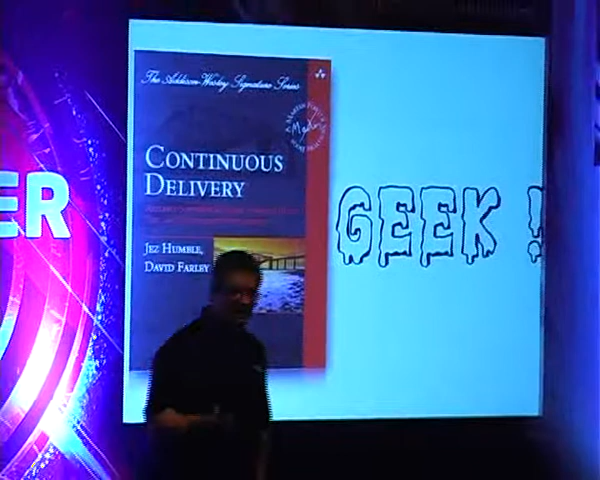 The Addison-Wesley Signature Series
CONTINUOUS
DELIVERY
JEZ HUMBLE,
DAVID FARLEY
GEEK !
ER